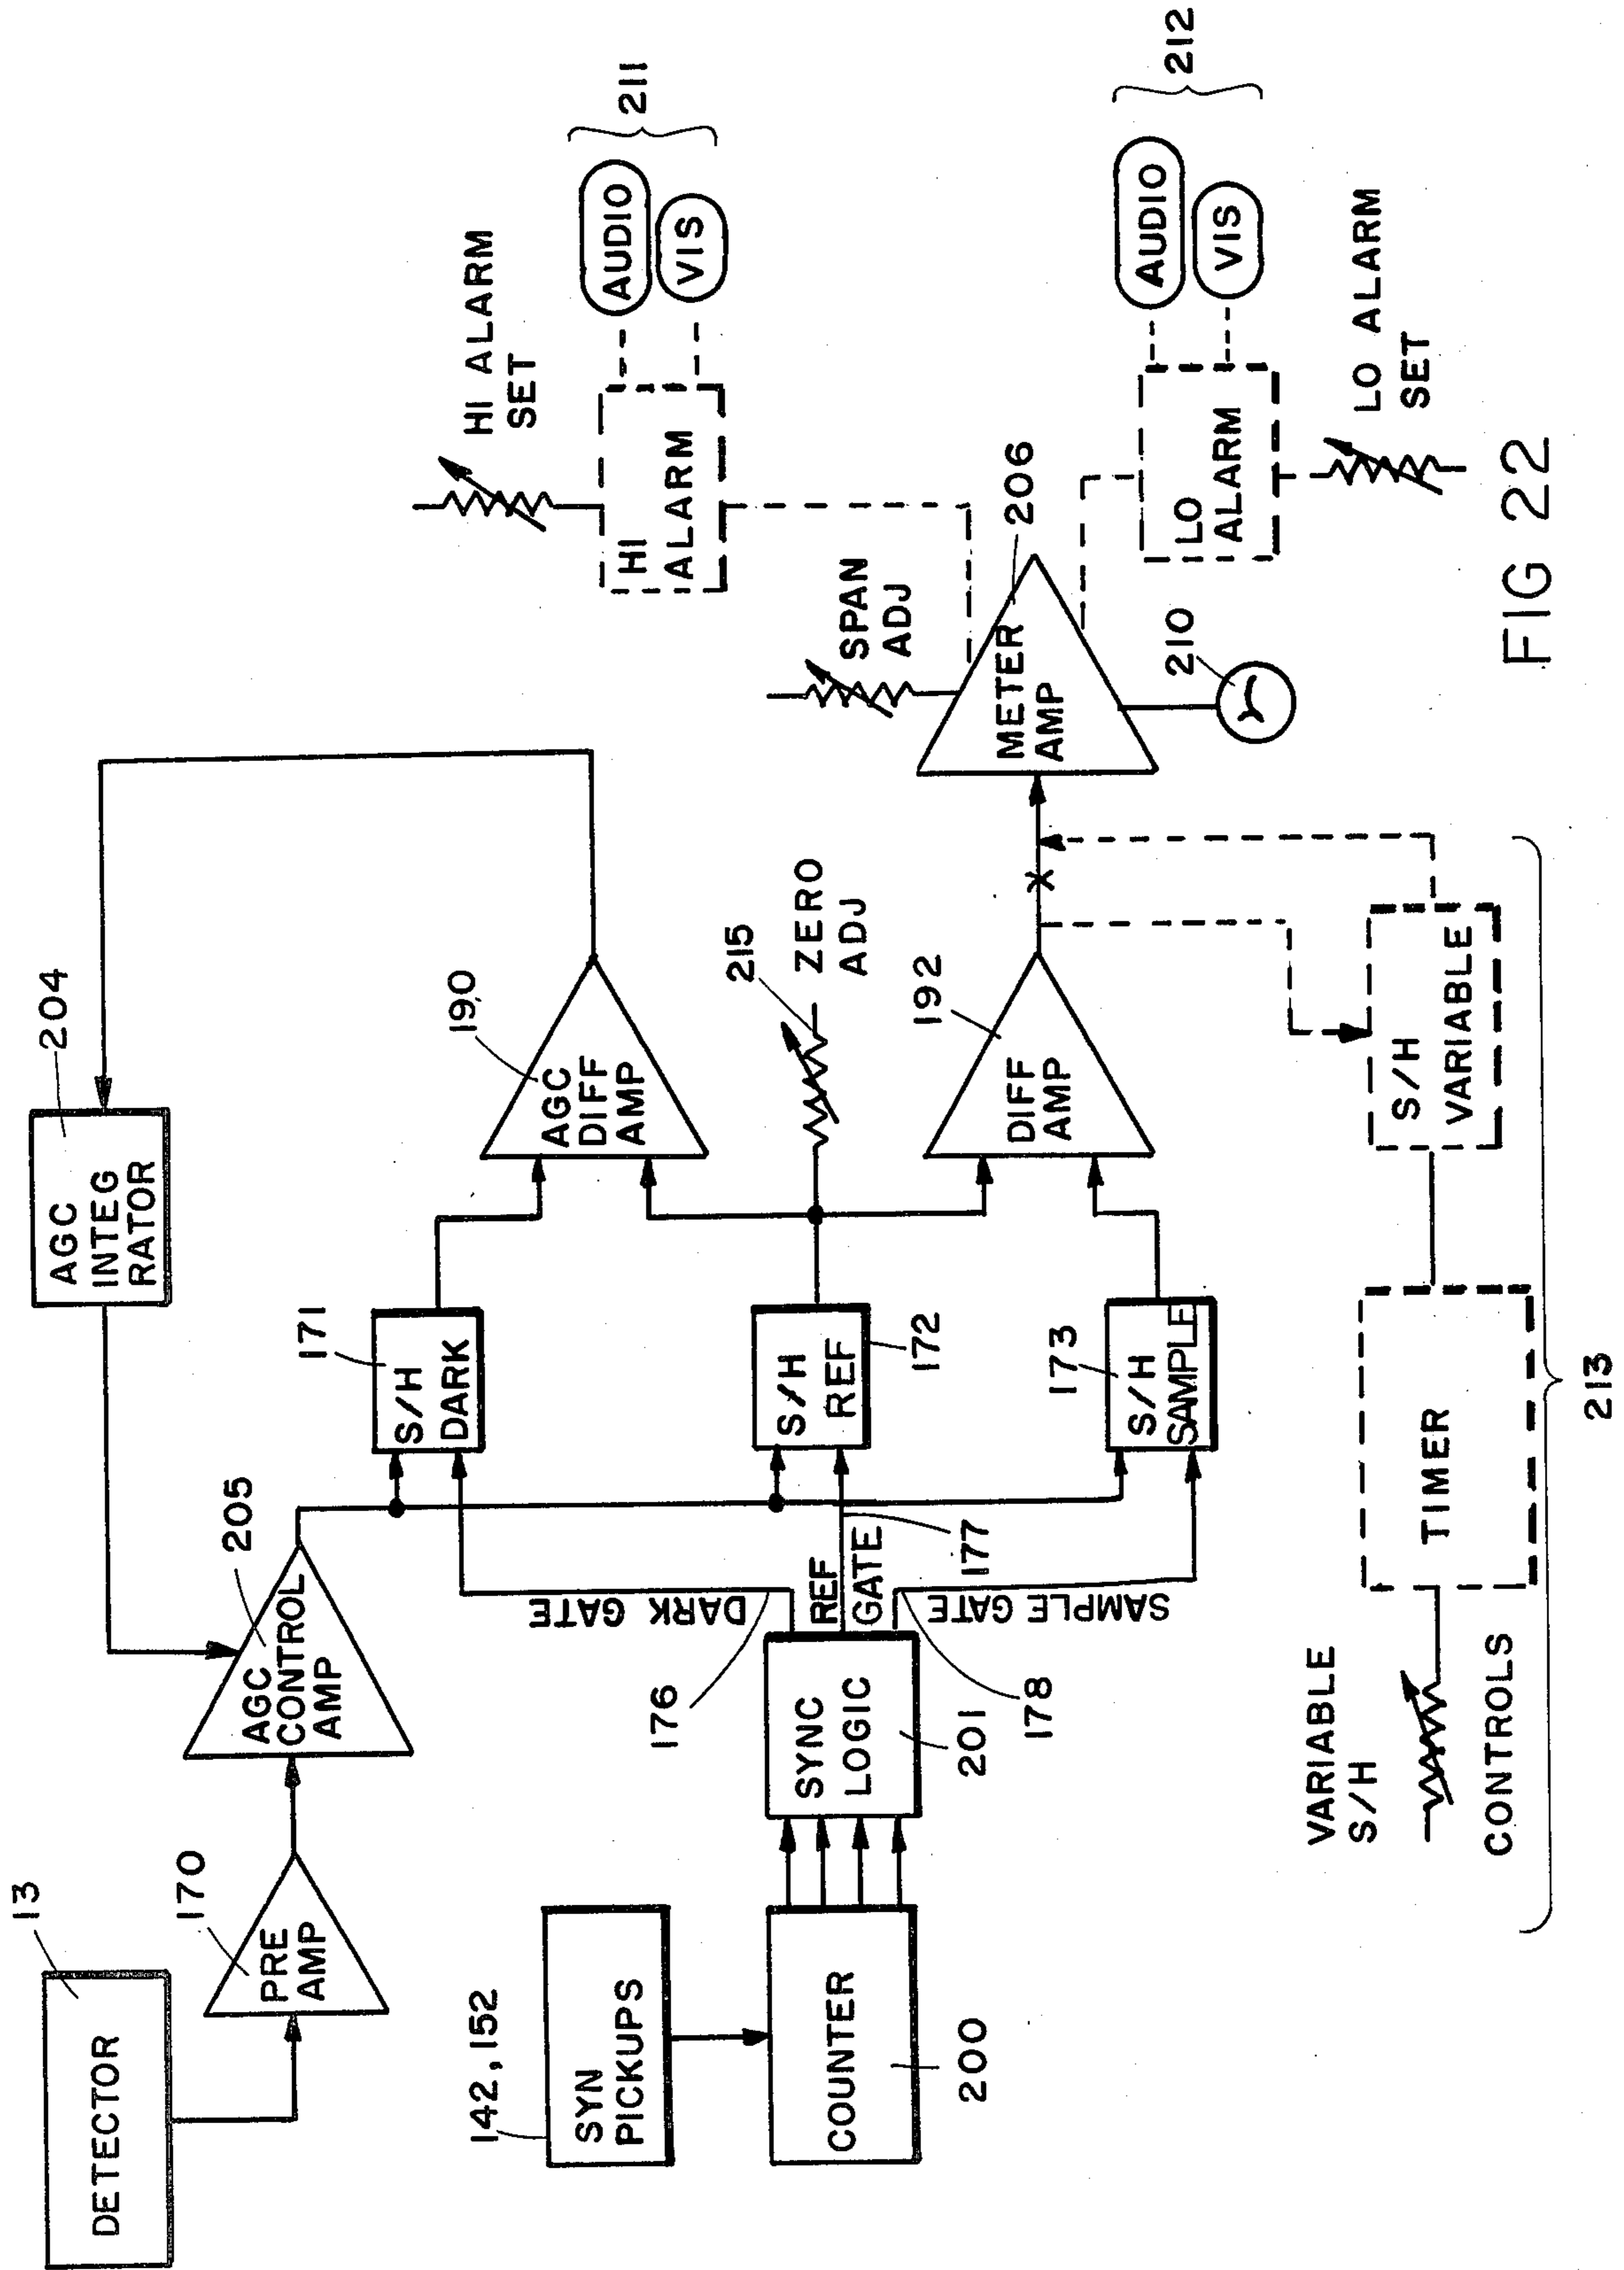 13
DETECTOR
170
PRE
AMP
205
AGC
CONTROL
AMP
204
AGC
INTEG
RATOR
142, 152
SYN
PICKUPS
COUNTER
200
SYNC
LOGIC
201
176
DARK GATE
REF
GATE
177
178
SAMPLE GATE
171
S/H
DARK
S/H
REF
172
173
S/H
SAMPLE
190
AGC
DIFF
AMP
215
ZERO
ADJ
192
DIFF
AMP
SPAN
ADJ
METER
AMP
206
210
HI ALARM
SET
HI
ALARM
AUDIO
VIS
211
LO
ALARM
AUDIO
VIS
212
LO ALARM
SET
VARIABLE
S/H
CONTROLS
TIMER
S/H
VARIABLE
213
FIG 22